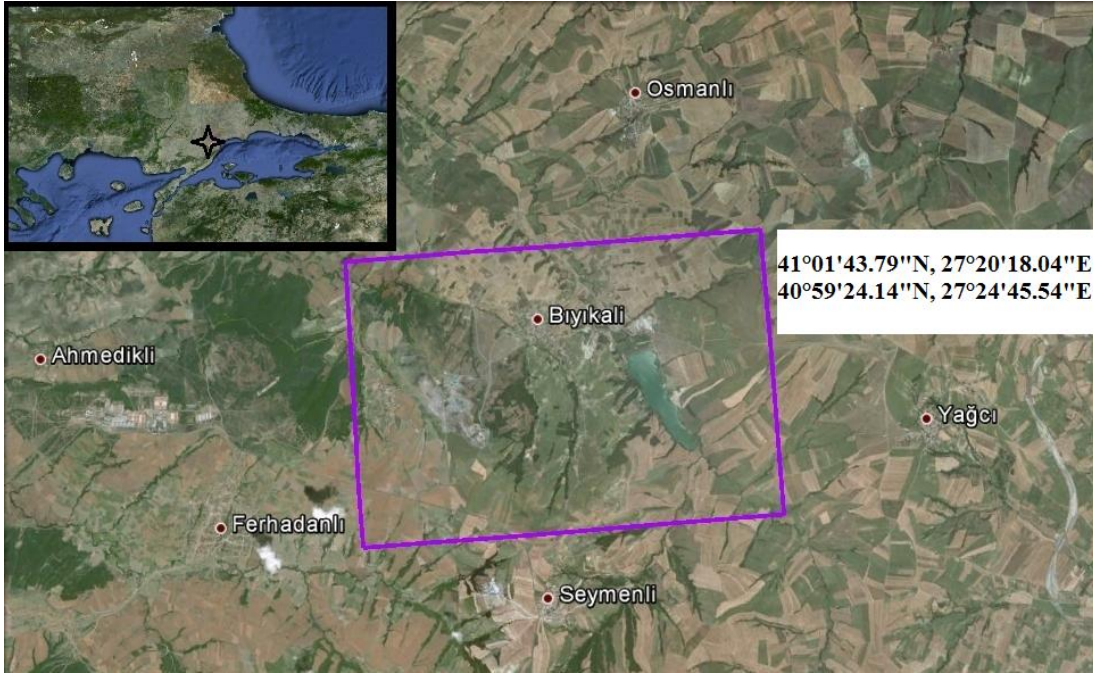 Osmanlı
41°01'43.79"N, 27°20'18.04"E
40°59'24.14"N, 27°24'45.54"E
Bıyıkali
Ahmedikli
Yağcı
Ferhadanlı
Seymenli